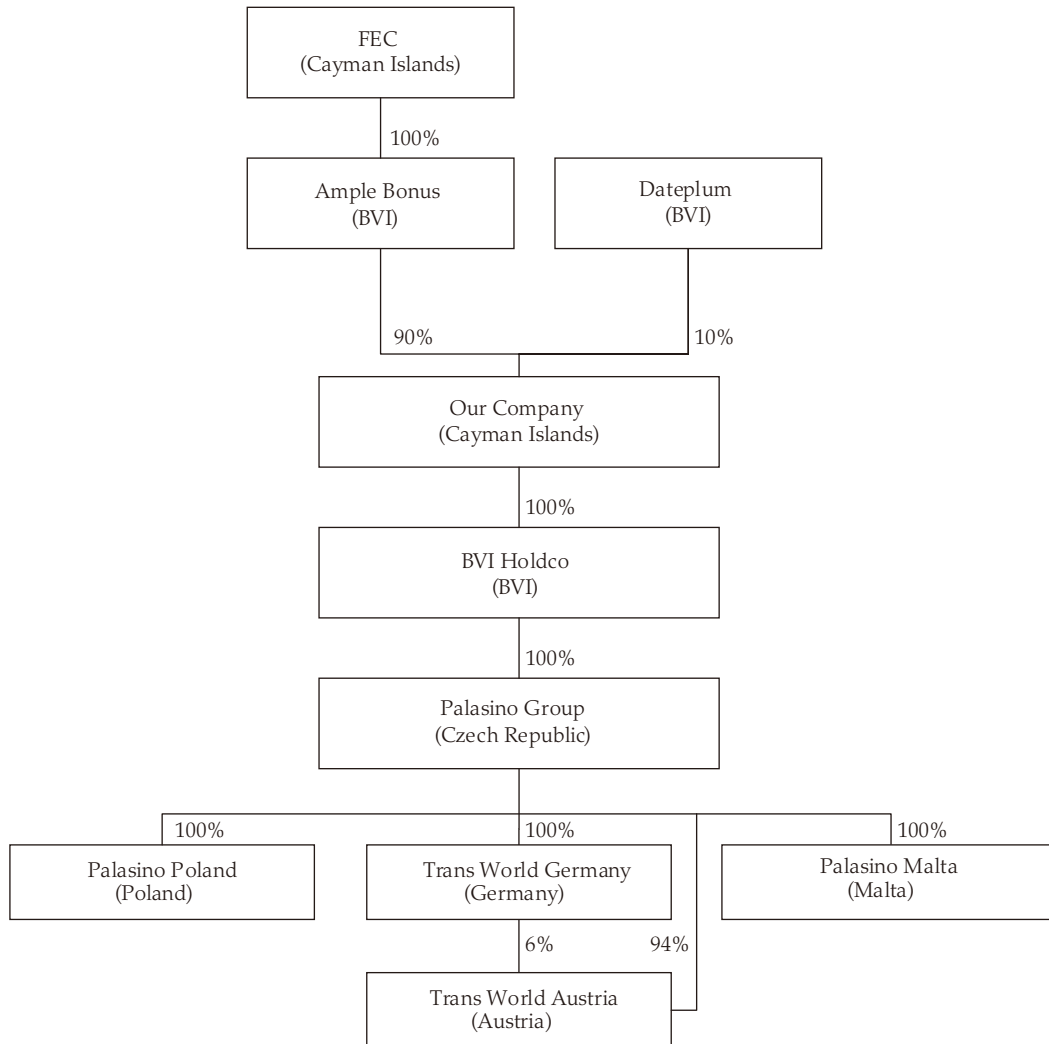 FEC
(Cayman Islands)
100%
Ample Bonus
(BVI)
Dateplum
(BVI)
90%
10%
Our Company
(Cayman Islands)
100%
BVI Holdco
(BVI)
100%
Palasino Group
(Czech Republic)
100%
100%
100%
Palasino Poland
(Poland)
Trans World Germany
(Germany)
Palasino Malta
(Malta)
6%
94%
Trans World Austria
(Austria)